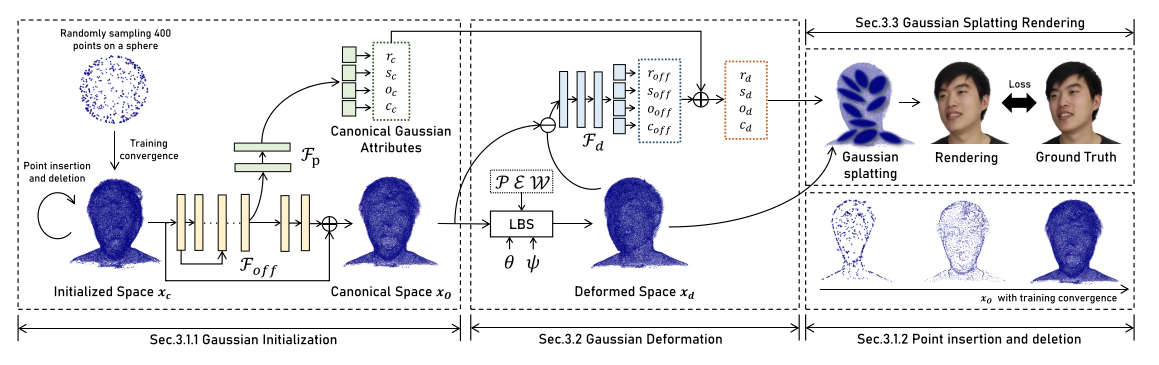 Randomly sampling 400
points on a sphere
Training
convergence
Point insertion
and deletion
Initialized Space x_c
ℱ_off
ℱ_p
r_c
s_c
o_c
c_c
Canonical Gaussian
Attributes
Canonical Space x_O
Sec.3.1.1 Gaussian Initialization
ℱ_d
r_off
s_off
o_off
c_off
r_d
s_d
o_d
c_d
𝒫 ℰ 𝒲
LBS
θ ψ
Deformed Space x_d
Sec.3.2 Gaussian Deformation
Sec.3.3 Gaussian Splatting Rendering
Loss
Gaussian
splatting
Rendering
Ground Truth
x_O with training convergence
Sec.3.1.2 Point insertion and deletion